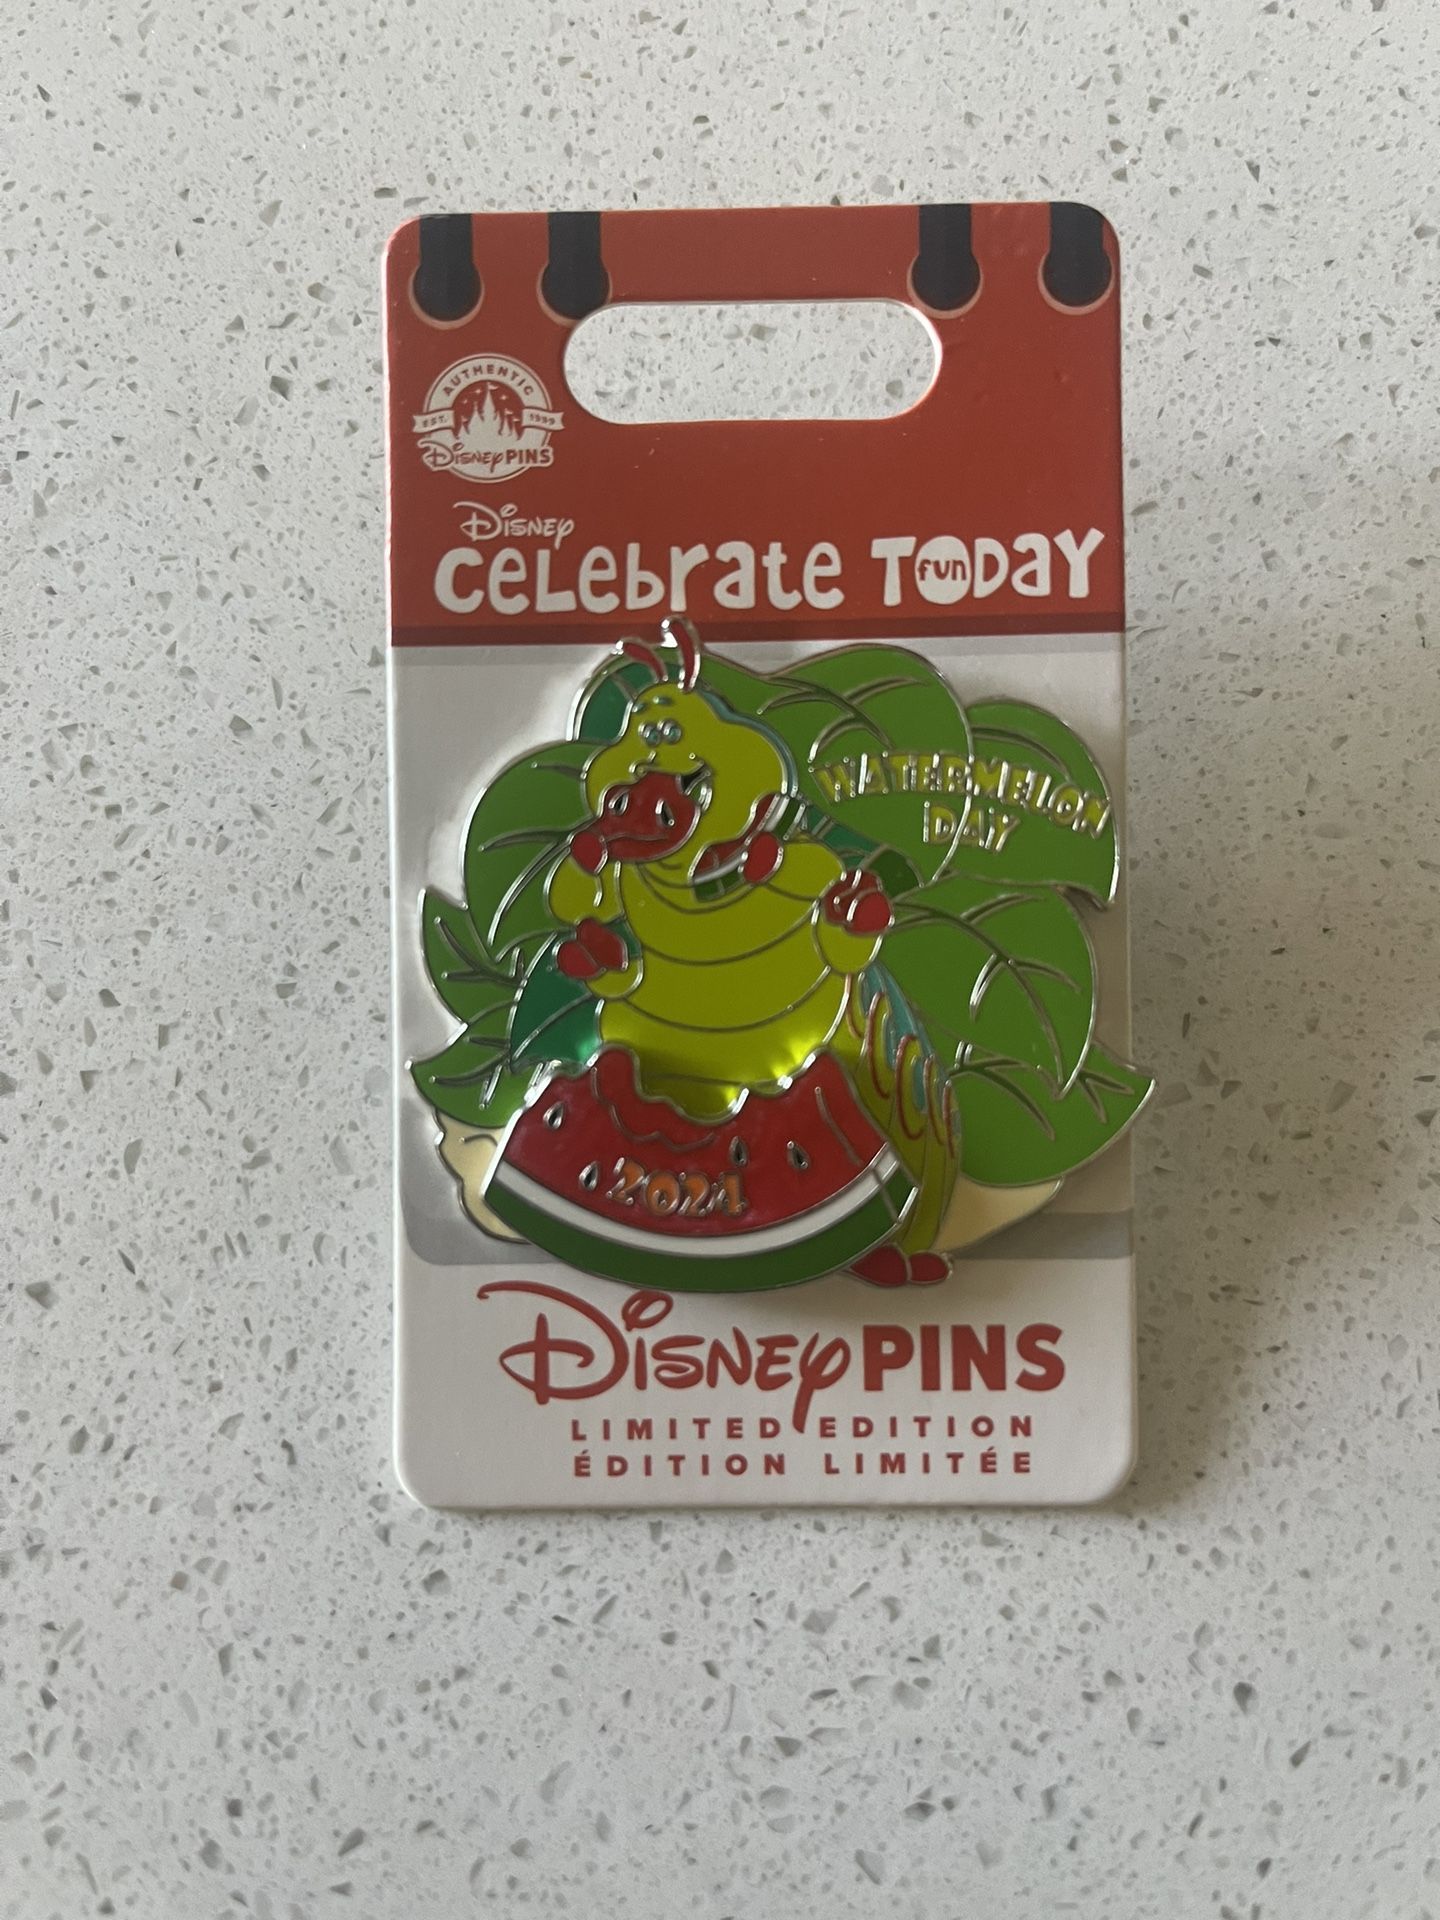 AUTHENTIC
EST. 1999
Disney PINS
Disney
CELEBRATE TODAY
FUN
WATERMELON
DAY
2024
Disney PINS
LIMITED EDITION
ÉDITION LIMITÉE